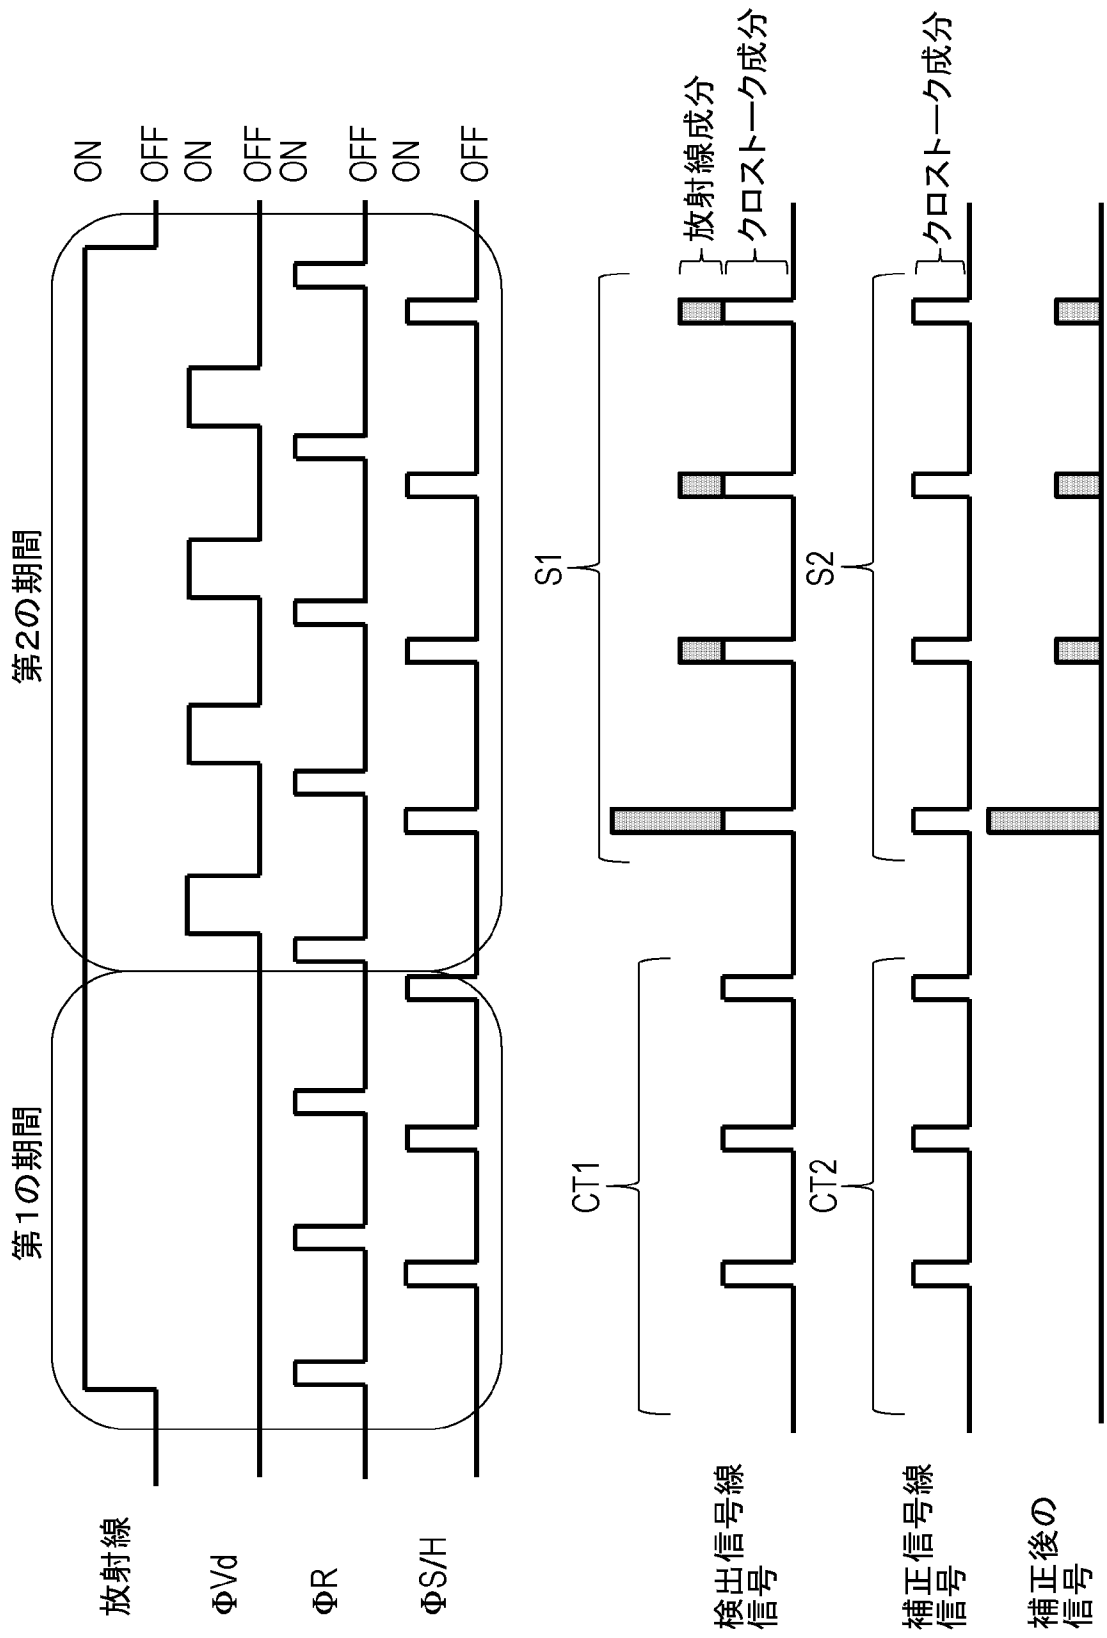 第1の期間
第2の期間
放射線
ON
OFF
ΦVd
ON
OFF
ΦR
ON
OFF
ΦS/H
ON
OFF
CT1
S1
検出信号線
信号
放射線成分
クロストーク成分
CT2
S2
補正信号線
信号
クロストーク成分
補正後の
信号